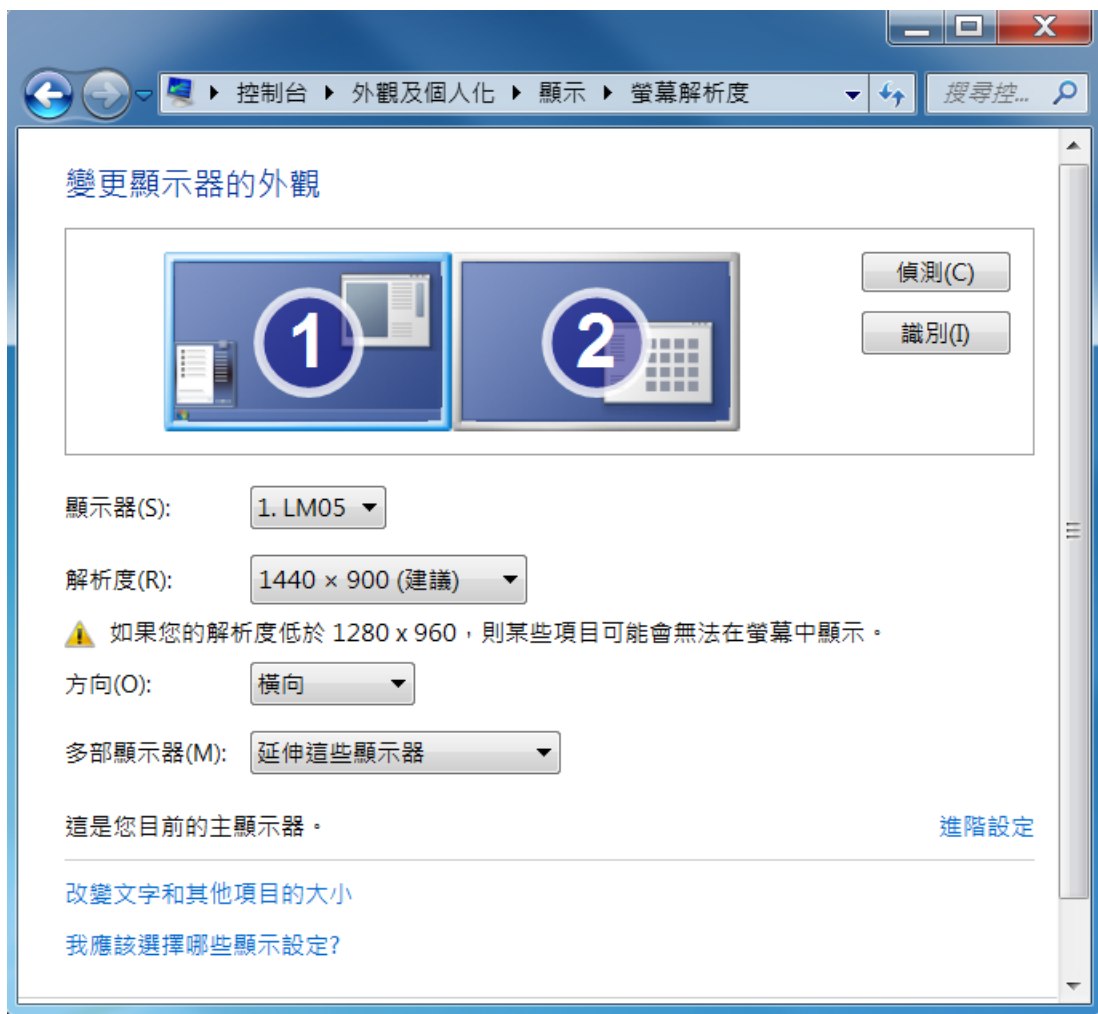 控制台 ▶ 外觀及個人化 ▶ 顯示 ▶ 螢幕解析度
搜尋控...
變更顯示器的外觀
1
2
偵測(C)
識別(I)
顯示器(S): 1. LM05
解析度(R): 1440 × 900 (建議)
如果您的解析度低於 1280 x 960，則某些項目可能會無法在螢幕中顯示。
方向(O): 橫向
多部顯示器(M): 延伸這些顯示器
這是您目前的主顯示器。 進階設定
改變文字和其他項目的大小
我應該選擇哪些顯示設定?